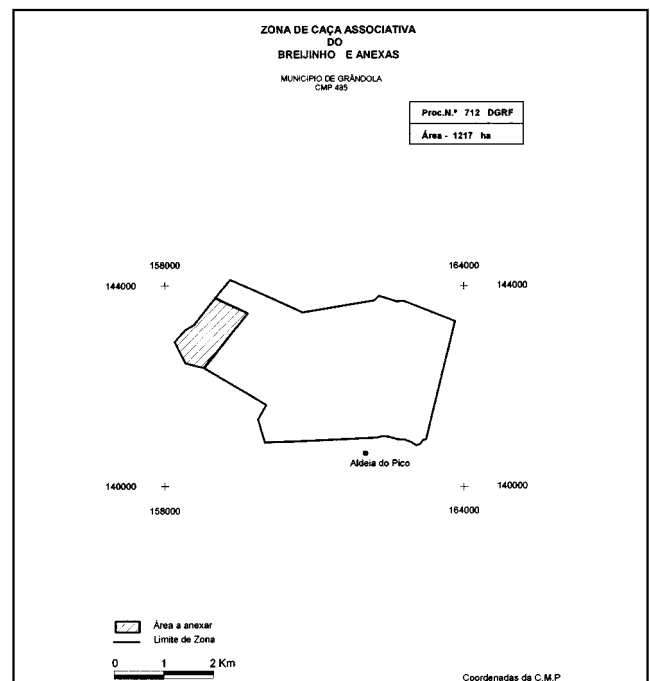 ZONA DE CAÇA ASSOCIATIVA
DO
BREIJINHO E ANEXAS
MUNICIPIO DE GRÂNDOLA
CMP 485
Proc.N.º 712 DGRF
Área - 1217 ha
158000 164000
144000 144000
Aldeia do Pico
140000 140000
158000 164000
Área a anexar
Limite de Zona
0 1 2 Km
Coordenadas da C.M.P